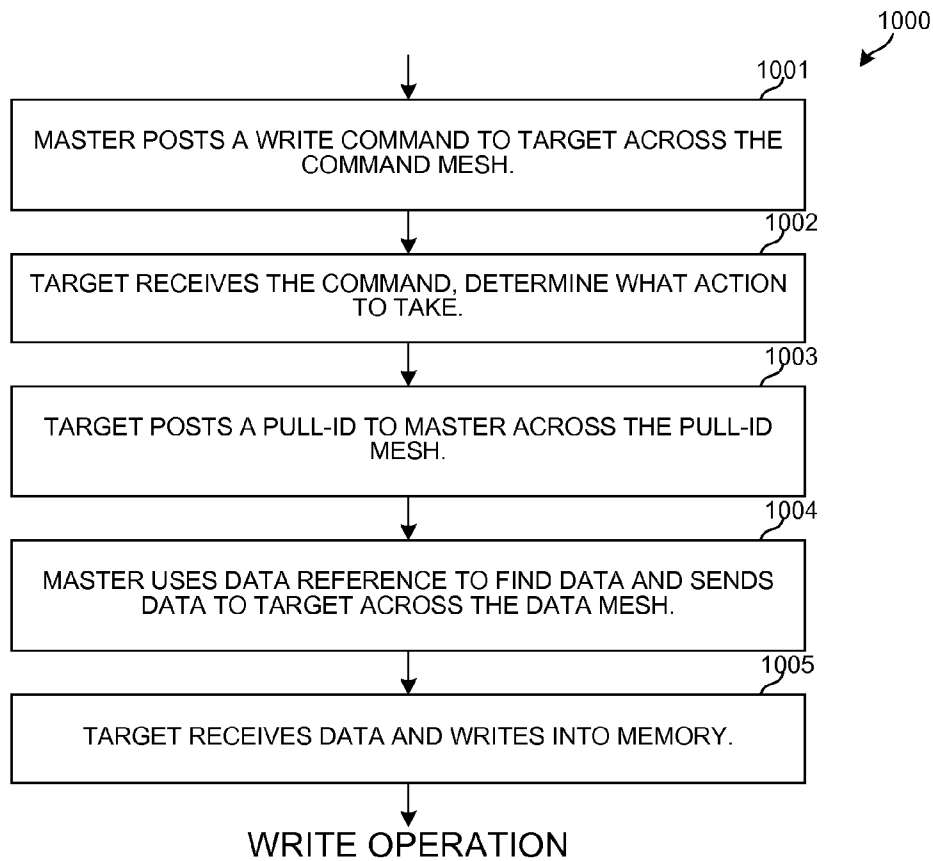 1000
1001
MASTER POSTS A WRITE COMMAND TO TARGET ACROSS THE
COMMAND MESH.
1002
TARGET RECEIVES THE COMMAND, DETERMINE WHAT ACTION
TO TAKE.
1003
TARGET POSTS A PULL-ID TO MASTER ACROSS THE PULL-ID
MESH.
1004
MASTER USES DATA REFERENCE TO FIND DATA AND SENDS
DATA TO TARGET ACROSS THE DATA MESH.
1005
TARGET RECEIVES DATA AND WRITES INTO MEMORY.
WRITE OPERATION